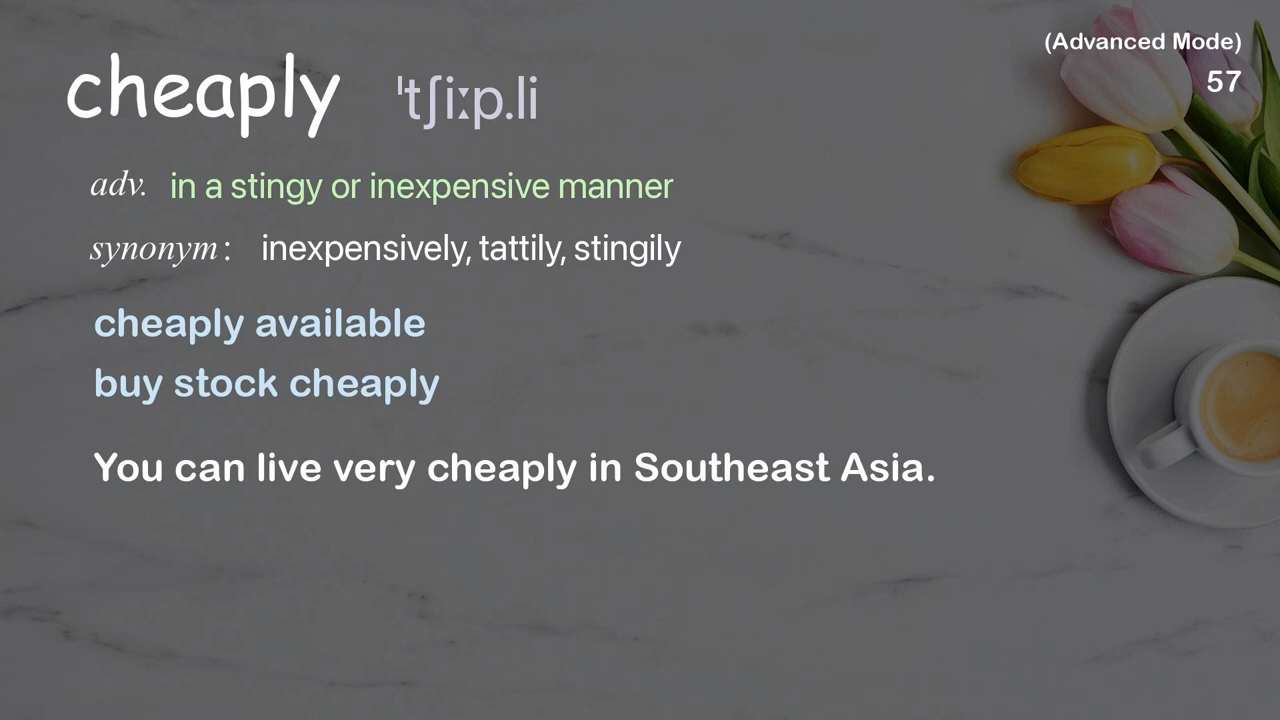 (Advanced Mode)
57
cheaply ˈtʃiːp.li
adv. in a stingy or inexpensive manner
synonym: inexpensively, tattily, stingily
cheaply available
buy stock cheaply
You can live very cheaply in Southeast Asia.